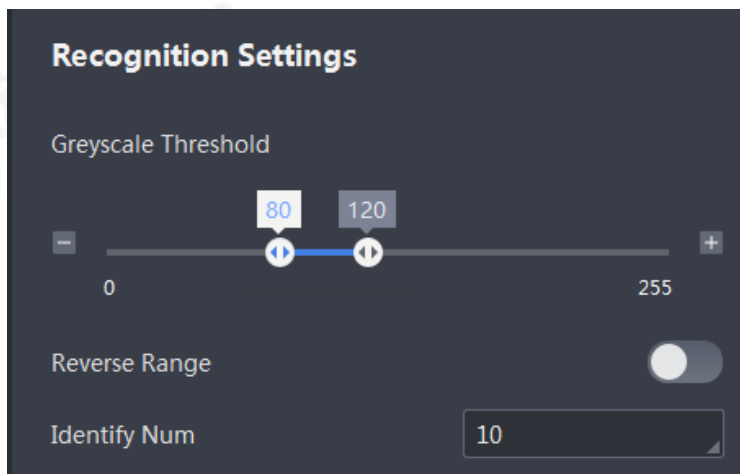 Recognition Settings
Greyscale Threshold
80 120
0 255
Reverse Range
Identify Num 10